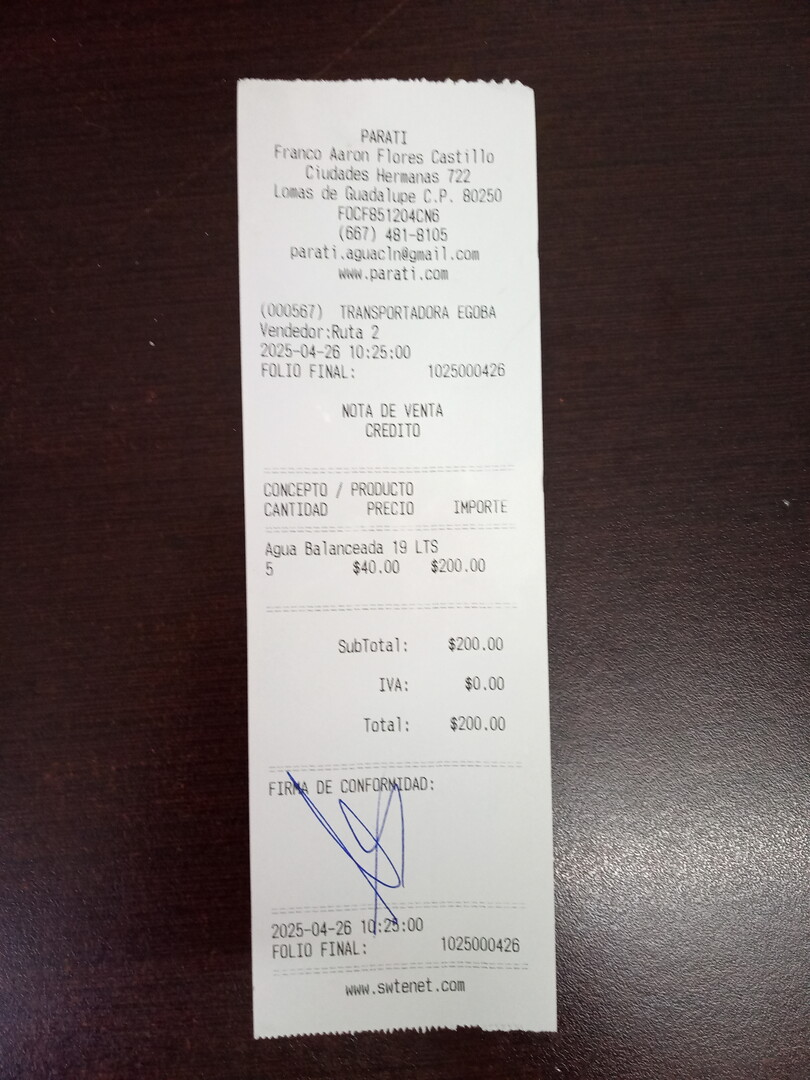 PARATI
Franco Aaron Flores Castillo
Ciudades Hermanas 722
Lomas de Guadalupe C.P. 80250
FOCF851204CN6
(667) 481-8105
parati.aguacln@gmail.com
www.parati.com
(000567) TRANSPORTADORA EGOBA
Vendedor:Ruta 2
2025-04-26 10:25:00
FOLIO FINAL: 1025000426
NOTA DE VENTA
CREDITO
CONCEPTO / PRODUCTO
CANTIDAD PRECIO IMPORTE
Agua Balanceada 19 LTS
5 $40.00 $200.00
SubTotal: $200.00
IVA: $0.00
Total: $200.00
FIRMA DE CONFORMIDAD:
2025-04-26 10:25:00
FOLIO FINAL: 1025000426
www.swtenet.com